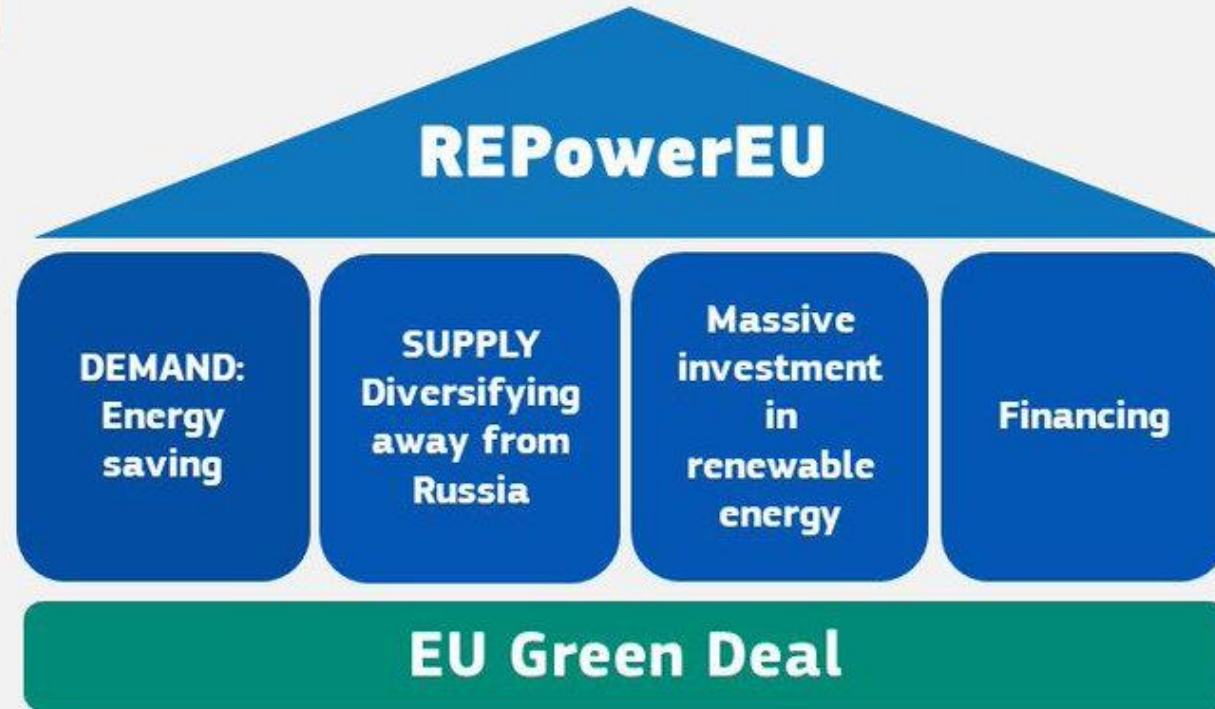 REPowerEU
DEMAND:
Energy
saving
SUPPLY
Diversifying
away from
Russia
Massive
investment
in
renewable
energy
Financing
EU Green Deal